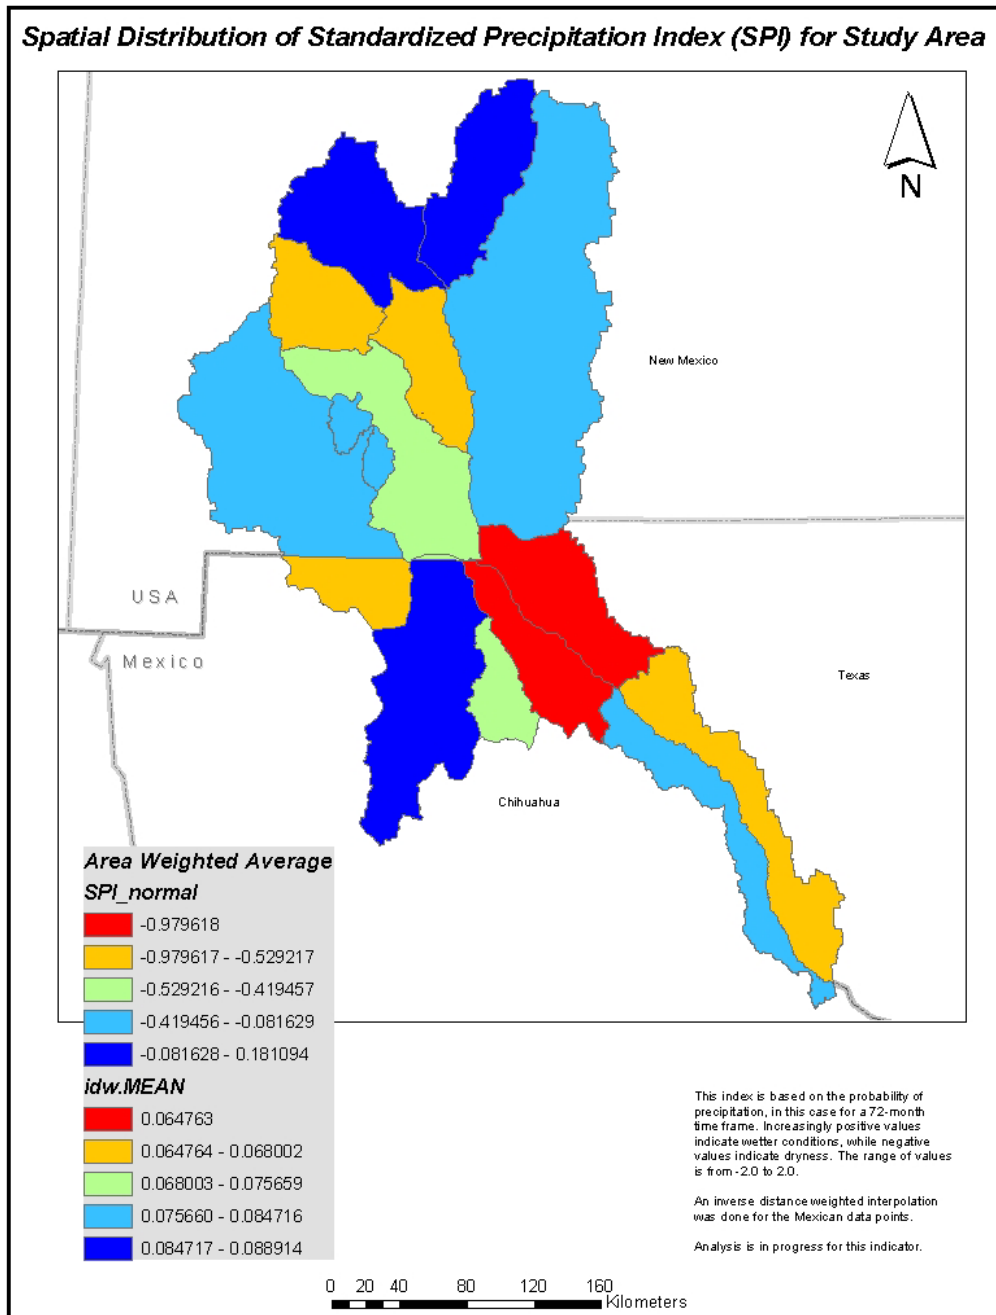 Spatial Distribution of Standardized Precipitation Index (SPI) for Study Area
N
New Mexico
USA
Mexico
Texas
Chihuahua
Area Weighted Average
SPI_normal
-0.979618
-0.979617 - -0.529217
-0.529216 - -0.419457
-0.419456 - -0.081629
-0.081628 - 0.181094
idw.MEAN
0.064763
0.064764 - 0.068002
0.068003 - 0.075659
0.075660 - 0.084716
0.084717 - 0.088914
This index is based on the probability of
precipitation, in this case for a 72-month
time frame. Increasingly positive values
indicate wetter conditions, while negative
values indicate dryness. The range of values
is from -2.0 to 2.0.
An inverse distance weighted interpolation
was done for the Mexican data points.
Analysis is in progress for this indicator.
0 20 40 80 120 160
Kilometers